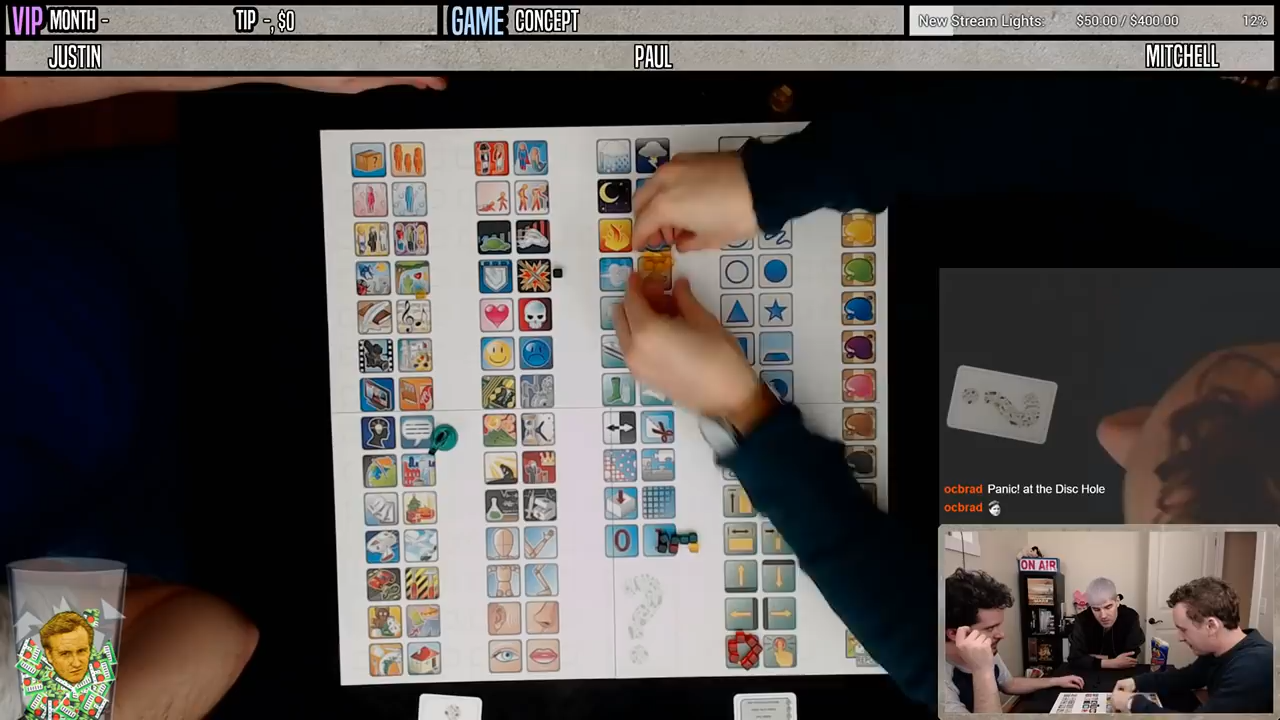 VIP MONTH -
TIP -, $0
GAME CONCEPT
New Stream Lights: $50.00 / $400.00 12%
JUSTIN
PAUL
MITCHELL
ocbrad Panic! at the Disc Hole
ocbrad
ON AIR
0